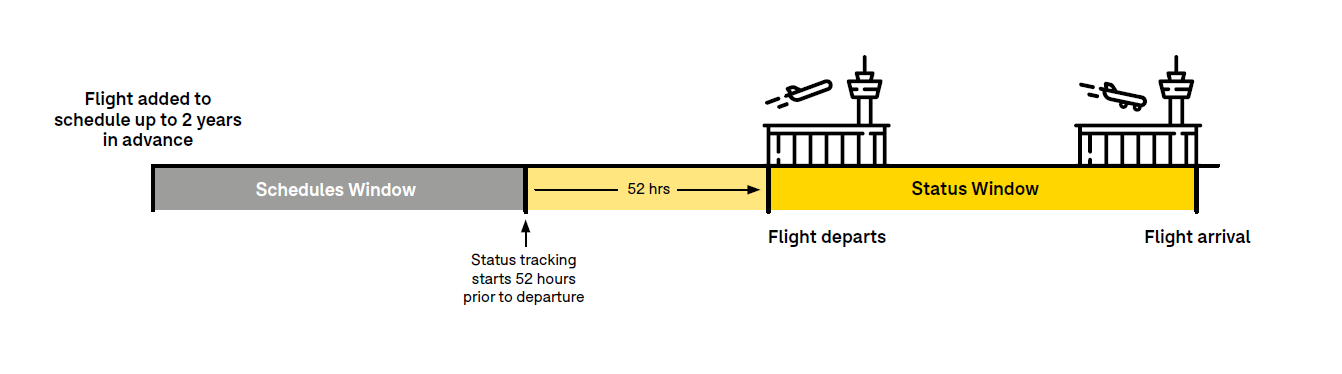 Flight added to
schedule up to 2 years
in advance
Schedules Window
52 hrs
Status Window
Flight departs
Flight arrival
Status tracking
starts 52 hours
prior to departure